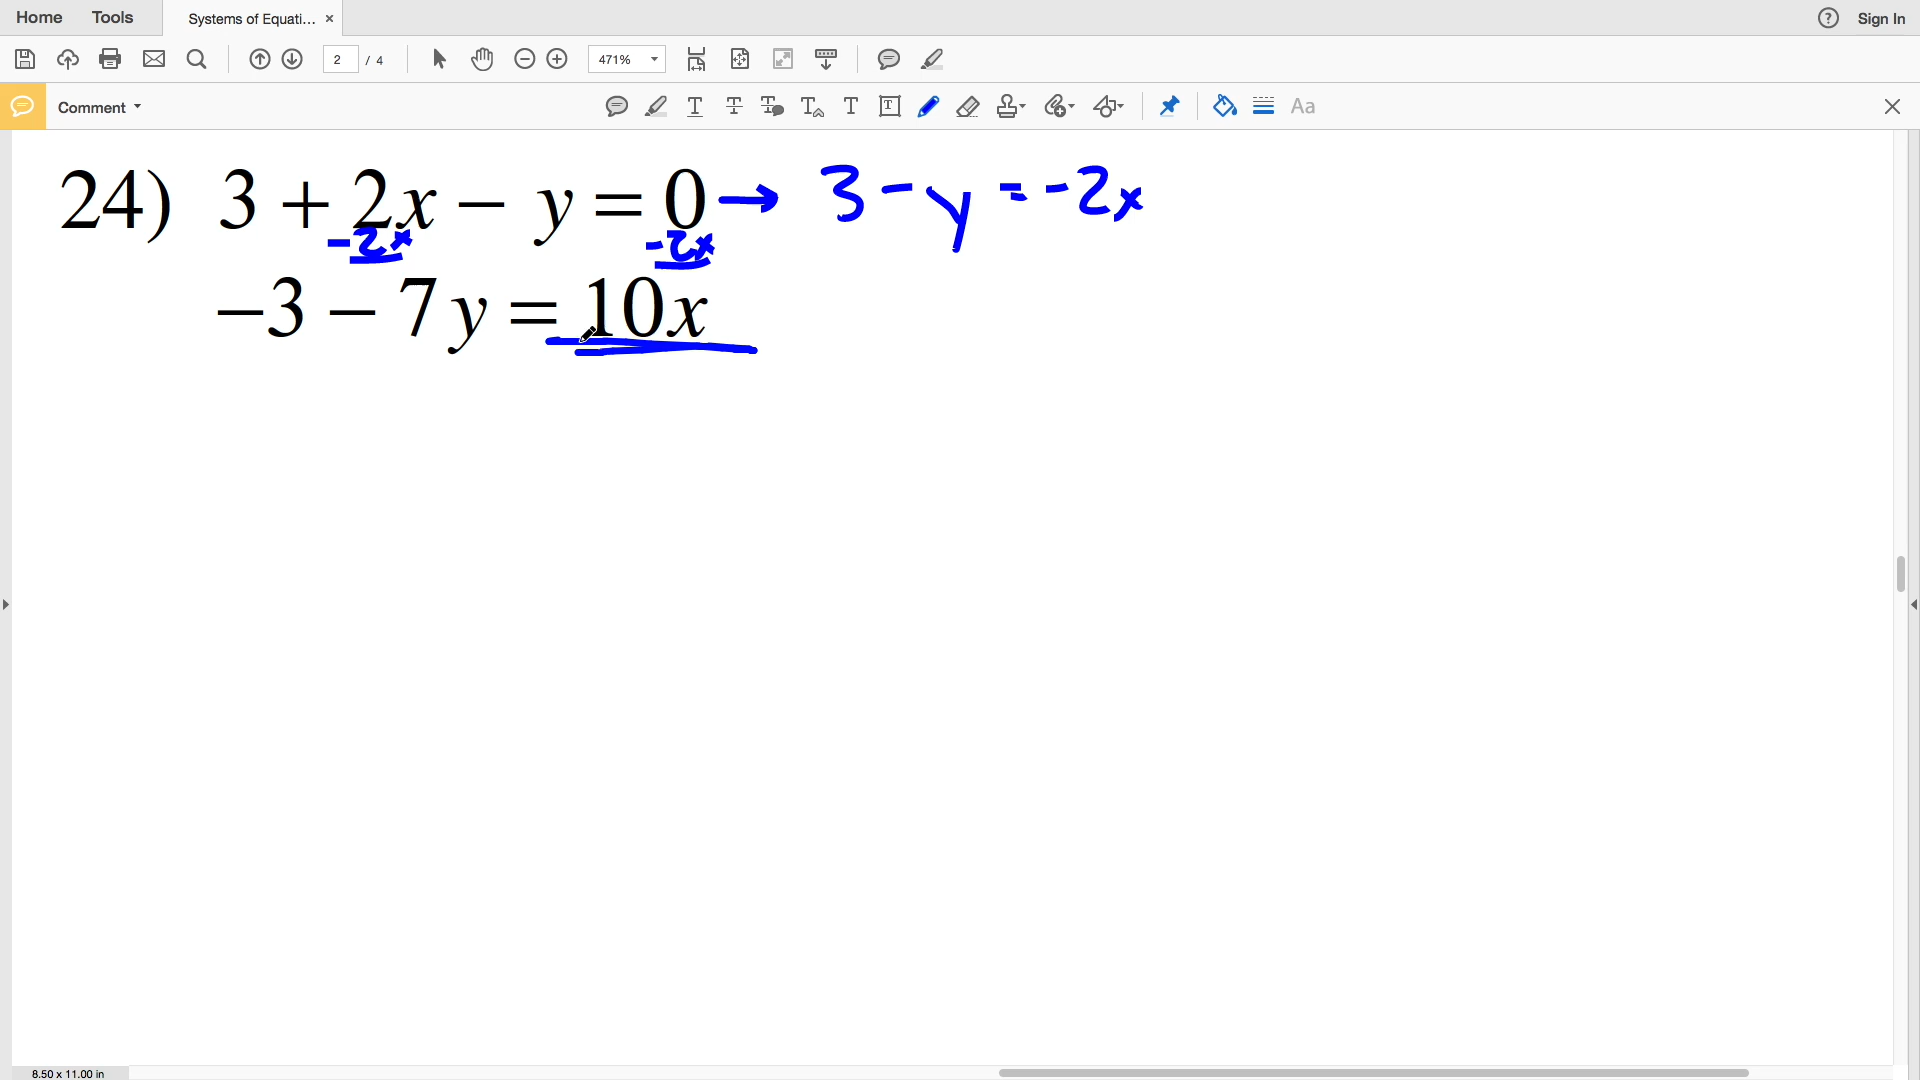 Home Tools Systems of Equati... × ? Sign In
2 / 4 471%
Comment T T T T T T Aa
24) 3 + 2x − y = 0 → 3 - y = -2x
-2x -2x
−3 − 7y = 10x
8.50 x 11.00 in